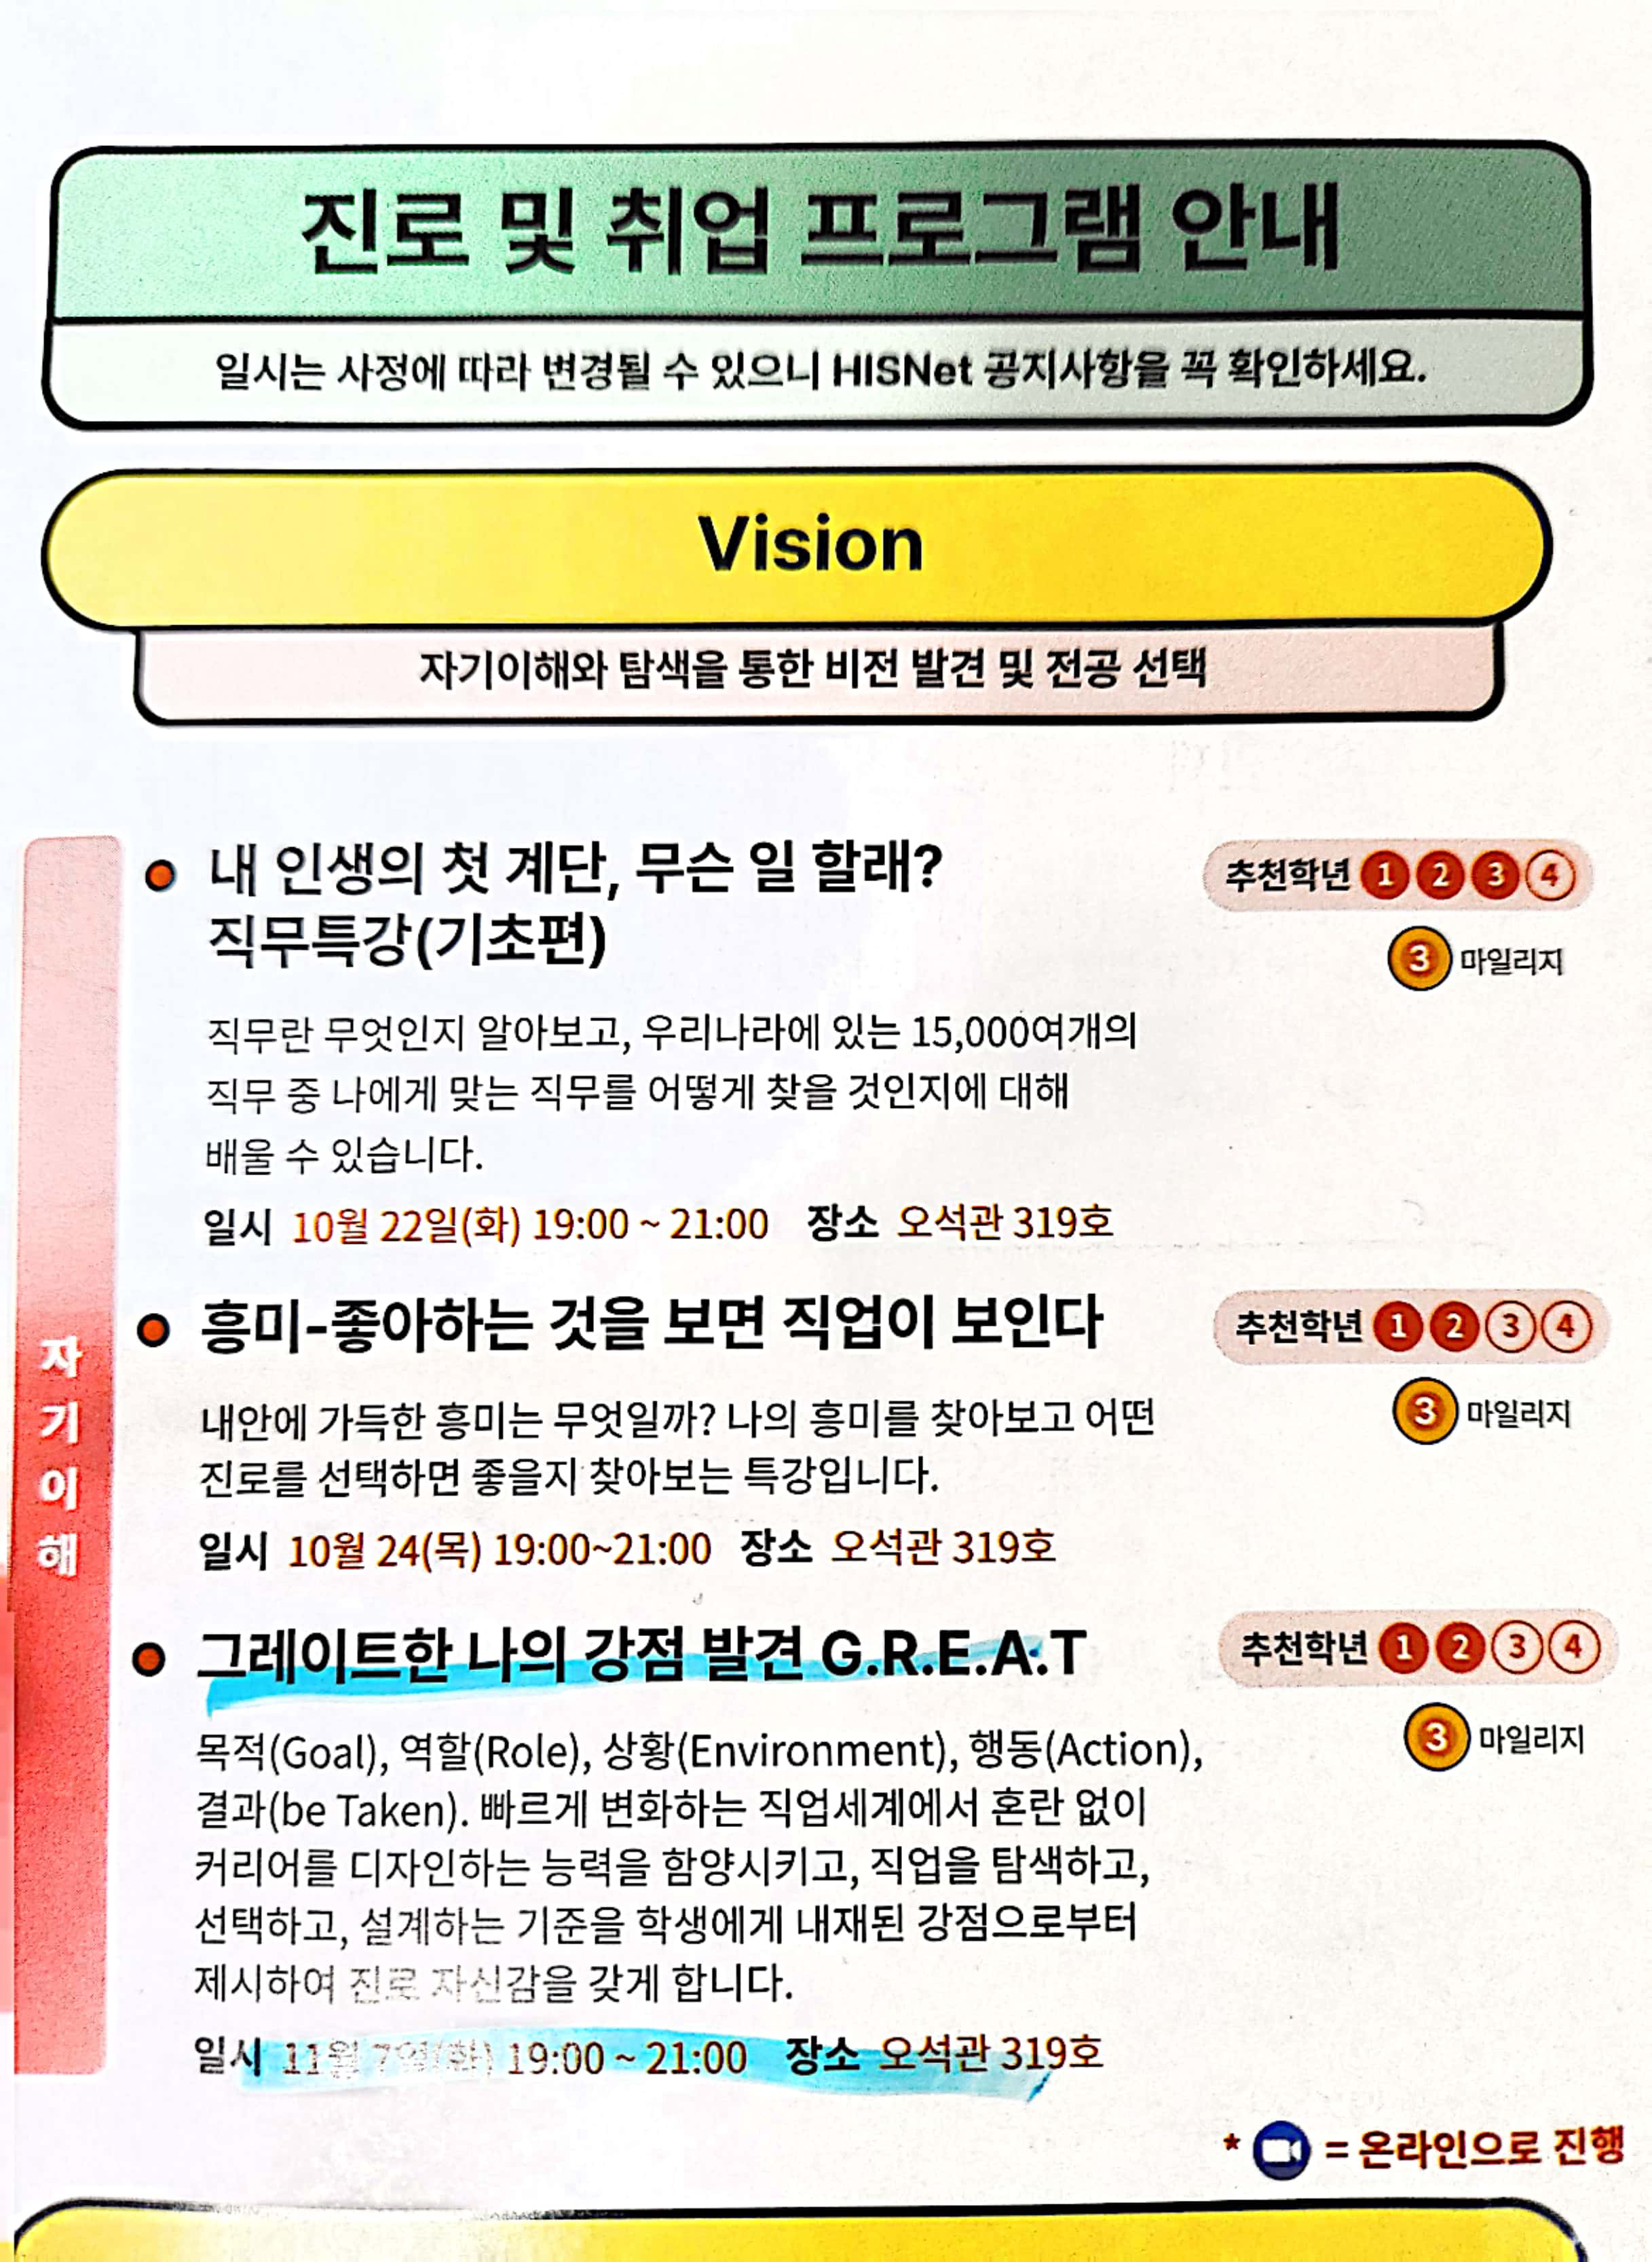 진로 및 취업 프로그램 안내
일시는 사정에 따라 변경될 수 있으니 HISNet 공지사항을 꼭 확인하세요.
Vision
자기이해와 탐색을 통한 비전 발견 및 전공 선택
자기이해
내 인생의 첫 계단, 무슨 일 할래?
직무특강(기초편)
추천학년 1 2 3 4
3 마일리지
직무란 무엇인지 알아보고, 우리나라에 있는 15,000여개의
직무 중 나에게 맞는 직무를 어떻게 찾을 것인지에 대해
배울 수 있습니다.
일시 10월 22일(화) 19:00 ~ 21:00 장소 오석관 319호
흥미-좋아하는 것을 보면 직업이 보인다
추천학년 1 2 3 4
3 마일리지
내안에 가득한 흥미는 무엇일까? 나의 흥미를 찾아보고 어떤
진로를 선택하면 좋을지 찾아보는 특강입니다.
일시 10월 24(목) 19:00~21:00 장소 오석관 319호
그레이트한 나의 강점 발견 G.R.E.A.T
추천학년 1 2 3 4
3 마일리지
목적(Goal), 역할(Role), 상황(Environment), 행동(Action),
결과(be Taken). 빠르게 변화하는 직업세계에서 혼란 없이
커리어를 디자인하는 능력을 함양시키고, 직업을 탐색하고,
선택하고, 설계하는 기준을 학생에게 내재된 강점으로부터
제시하여 진로 자신감을 갖게 합니다.
일시 11월 19:00 ~ 21:00 장소 오석관 319호
* = 온라인으로 진행